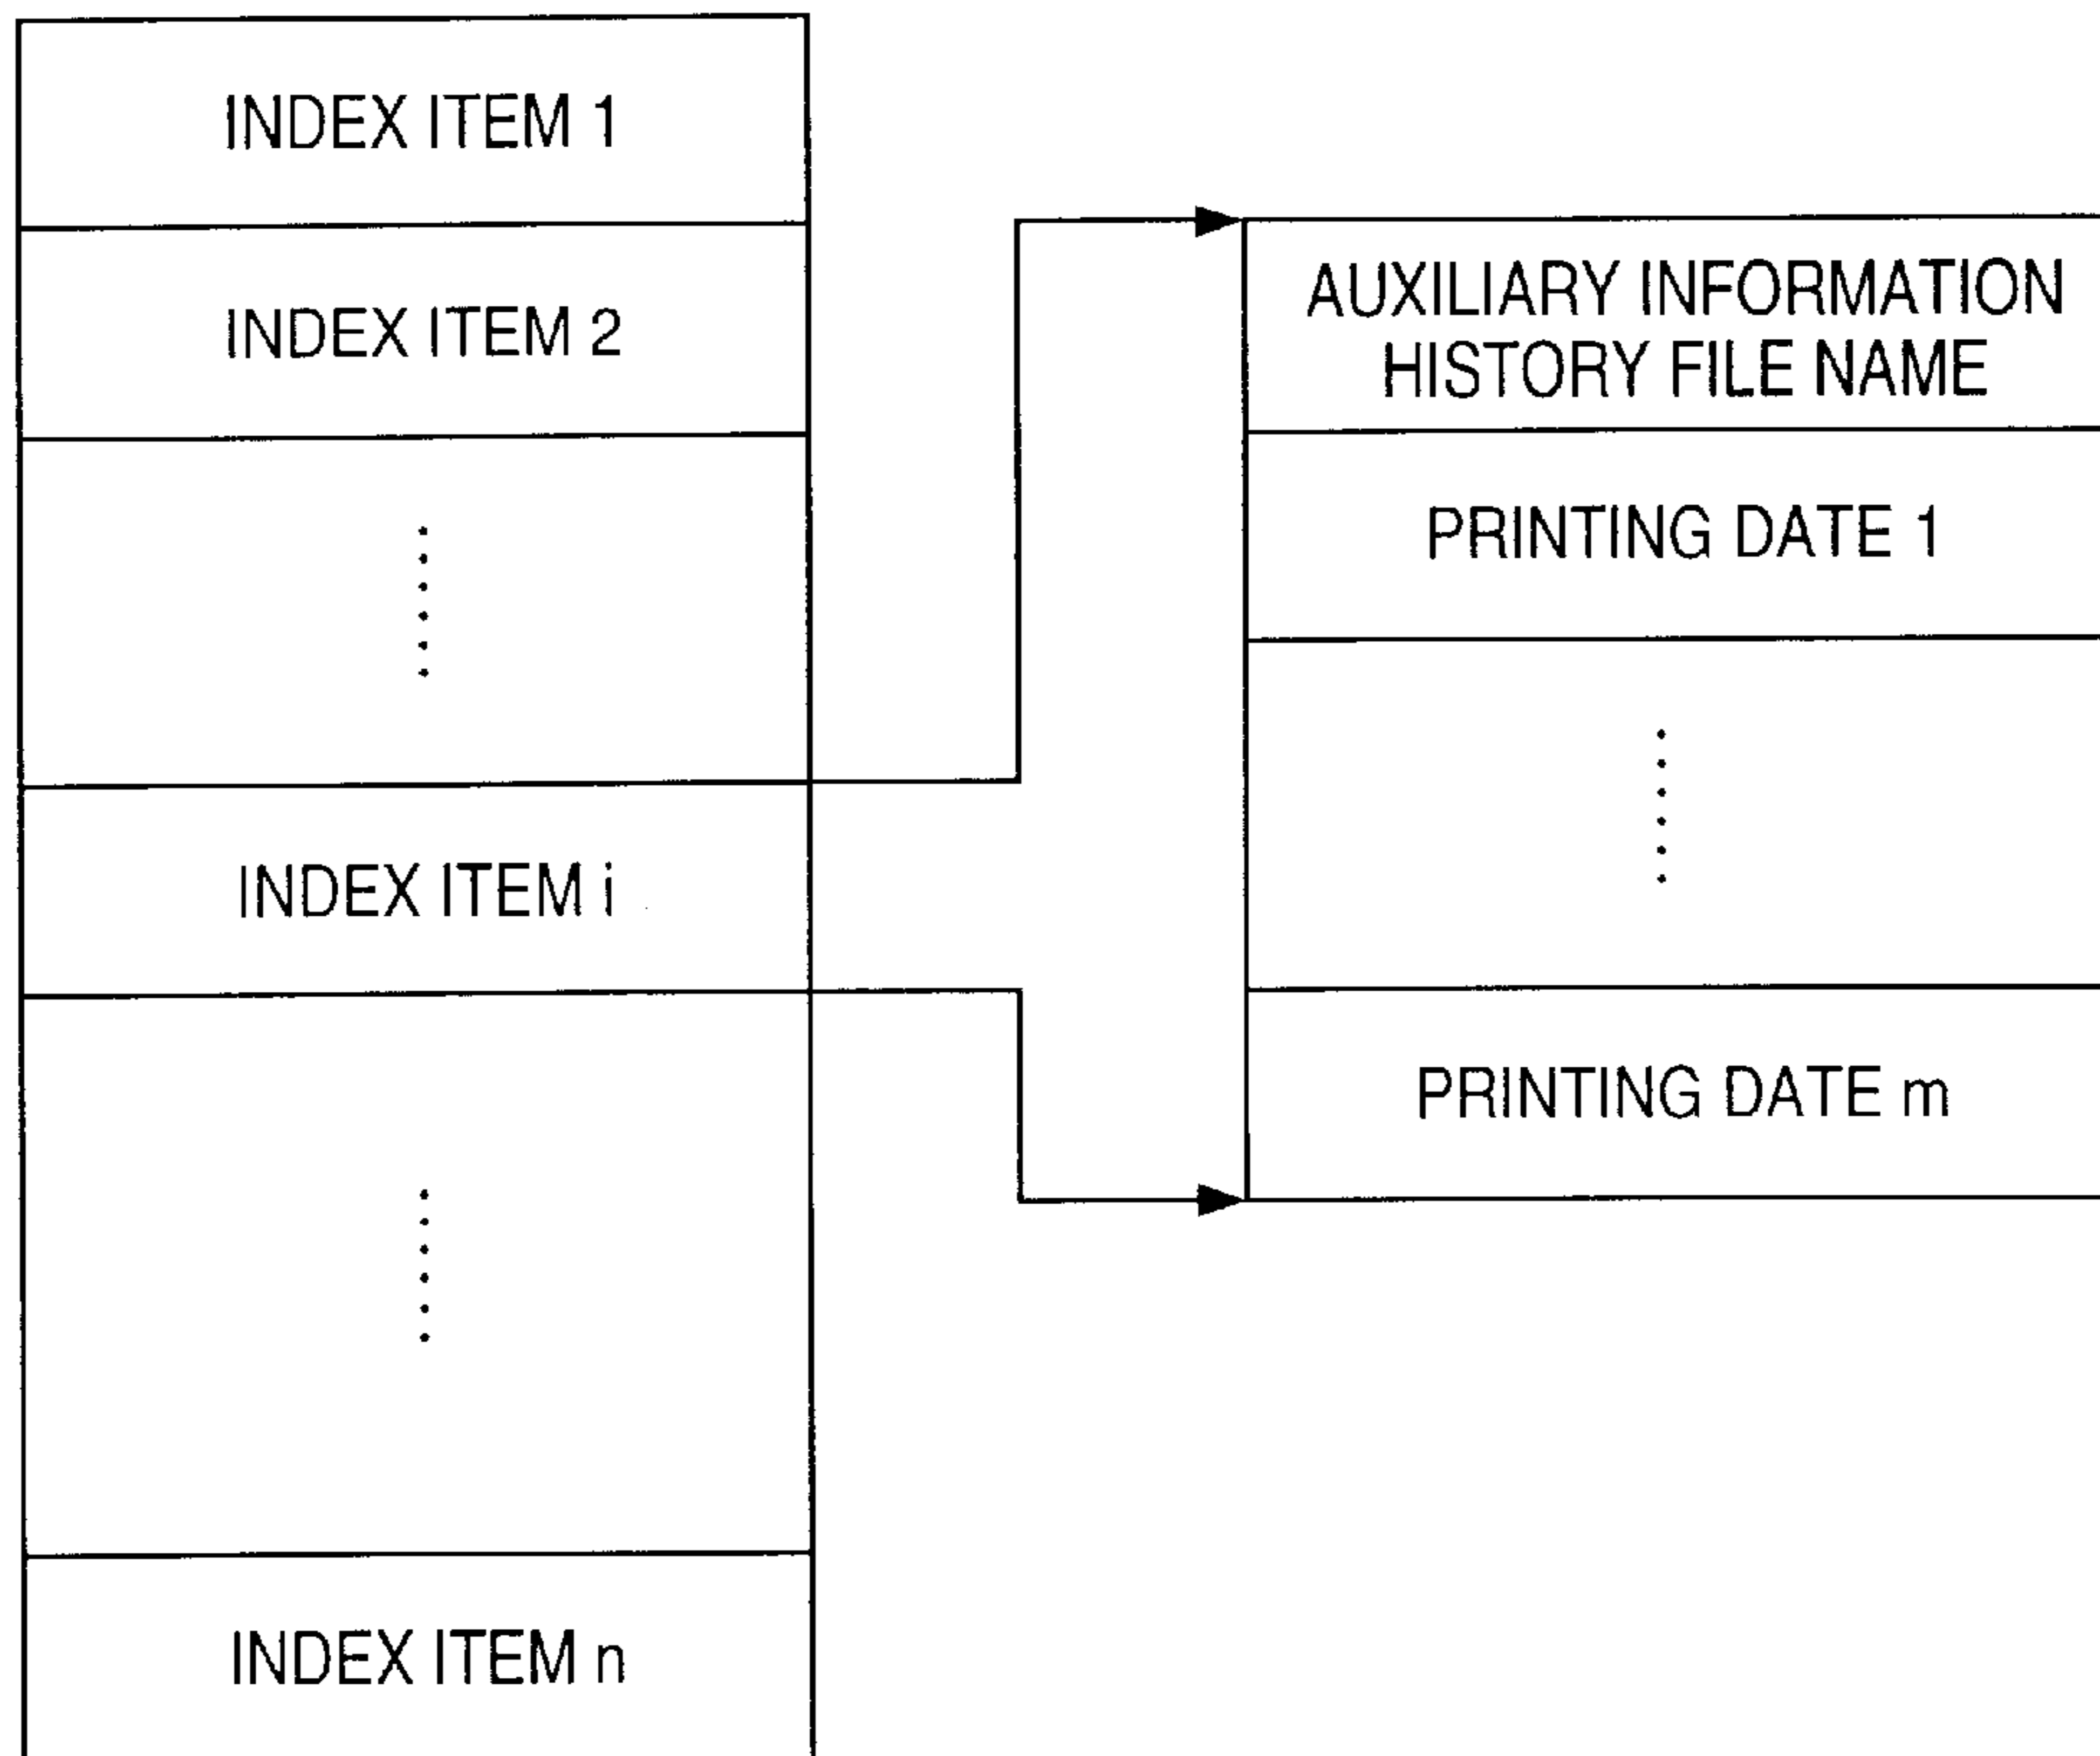 INDEX ITEM 1
INDEX ITEM 2
INDEX ITEM i
INDEX ITEM n
AUXILIARY INFORMATION
HISTORY FILE NAME
PRINTING DATE 1
PRINTING DATE m